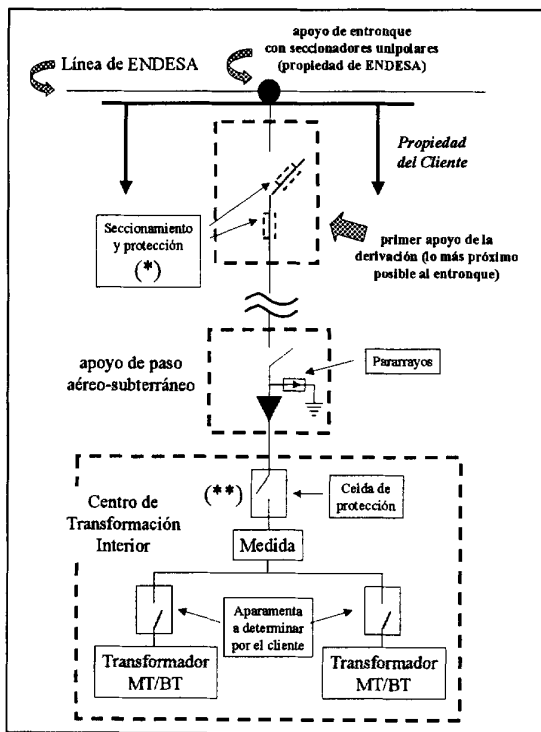 apoyo de entronque
con seccionadores unipolares
(propiedad de ENDESA)
Línea de ENDESA
Propiedad
del Cliente
Seccionamiento
y protección
(*)
primer apoyo de la
derivación (lo más próximo
posible al entronque)
apoyo de paso
aéreo-subterráneo
Pararrayos
(**)
Celda de
protección
Centro de
Transformación
Interior
Medida
Aparamenta
a determinar
por el cliente
Transformador
MT/BT
Transformador
MT/BT